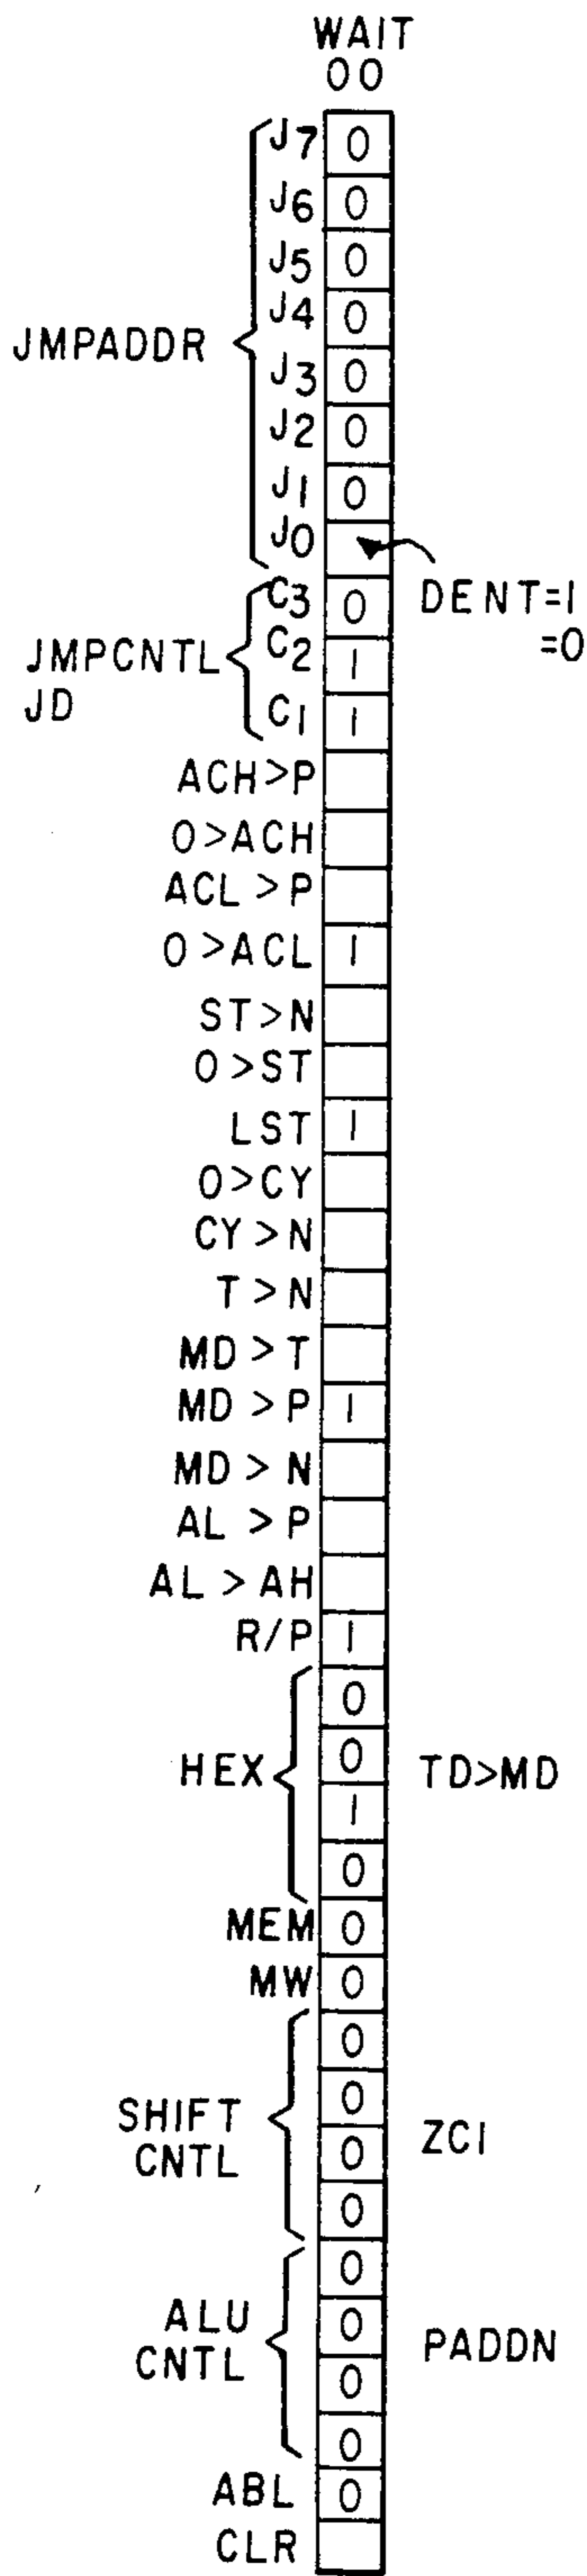 WAIT
00
J7 0
J6 0
J5 0
JMPADDR J4 0
J3 0
J2 0
J1 0
J0
C3 0 DENT=1
=0
JMPCNTL C2 1
JD C1 1
ACH>P
0>ACH
ACL>P
0>ACL 1
ST>N
0>ST
LST 1
0>CY
CY>N
T>N
MD>T
MD>P 1
MD>N
AL>P
AL>AH
R/P 1
0
HEX 0 TD>MD
1
0
MEM 0
MW 0
0
SHIFT 0
CNTL 0 ZCI
0
0
ALU 0
CNTL 0 PADDN
0
ABL 0
CLR